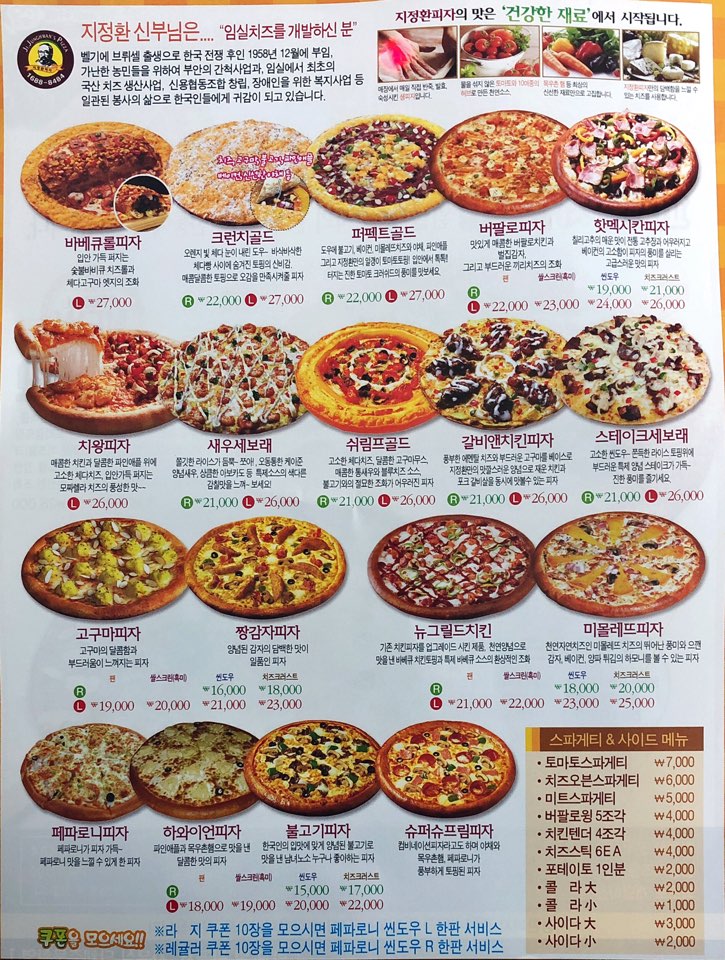 JI JUNGHWAN'S PIZZA
1688-8484
지정환 신부님은.... “임실치즈를 개발하신 분”
벨기에 브뤼셀 출생으로 한국 전쟁 후인 1958년 12월에 부임,
가난한 농민들을 위하여 부안의 간척사업과, 임실에서 최초의
국산 치즈 생산사업, 신용협동조합 창립, 장애인을 위한 복지사업 등
일관된 봉사의 삶으로 한국인들에게 귀감이 되고 있습니다.
지정환피자의 맛은 '건강한 재료'에서 시작됩니다.
매장에서 매일 직접 반죽, 발효,
숙성시킨 생피자입니다.
물을 섞지 않은 토마토와 10여종의
허브로 만든 천연소스.
목우촌 햄 등 최상의
신선한 재료만으로 고집합니다.
지정환피자만의 담백함을 느낄 수
있는 치즈를 사용합니다.
바베큐롤피자
입안 가득 퍼지는
숯불바비큐 치즈롤과
체다고구마 엣지의 조화
L ₩27,000
크런치골드
오렌지 빛 체다 눈이 내린 도우- 바삭바삭한
체다빵 사이에 숨겨진 토핑의 신비감,
매콤달콤한 토핑으로 오감을 만족시켜줄 피자
R ₩22,000 L ₩27,000
퍼펙트골드
도우에 불고기, 베이컨, 미몰레드치즈와 야채, 파인애플
그리고 지정환만의 알갱이 토마토토핑! 입안에서 톡톡!
터지는 진한 토마토 크러쉬드의 풍미를 맛보세요.
R ₩22,000 L ₩27,000
버팔로피자
맛있게 매콤한 버팔로치킨과
벌집감자,
그리고 부드러운 끼리치즈의 조화
팬 쌀스크린(흑미)
L ₩22,000 ₩23,000
핫멕시칸피자
칠리고추의 매운 맛이 전통 고추장과 어우러지고
베이컨의 고소함이 피자의 풍미를 살리는
고급스러운 맛의 피자
씬도우 치즈크러스트
R ₩19,000 ₩21,000
₩24,000 ₩26,000
치왕피자
매콤한 치킨과 달콤한 파인애플 위에
고소한 체다치즈, 입안가득 퍼지는
모짜렐라 치즈의 풍성한 맛~~
L ₩26,000
새우세보래
쫄깃한 라이스가 듬뿍~ 쪼아!, 오동통한 케이준
양념새우, 싱큼한 아보카도 등 특제소스의 색다른
감칠맛을 느껴~ 보세요!
R ₩21,000 L ₩26,000
쉬림프골드
고소한 체다치즈, 달콤한 고구마무스,
매콤한 통새우와 블루치즈 소스,
불고기와의 절묘한 조화가 어우러진 피자
R ₩21,000 L ₩26,000
갈비앤치킨피자
풍부한 에멘탈 치즈와 부드러운 고구마를 베이스로
지정환만의 맛깔스러운 양념으로 재운 치킨과
포크 갈비살을 동시에 맛볼수 있는 피자
R ₩21,000 L ₩26,000
스테이크세보래
고소한 씬도우~ 쫀득한 라이스 토핑위에
부드러운 특제 양념 스테이크가 가득~
진한 풍미를 즐기세요.
R ₩21,000 L ₩26,000
고구마피자
고구마의 달콤함과
부드러움이 느껴지는 피자
짱감자피자
양념된 감자의 담백한 맛이
일품인 피자
팬 쌀스크린(흑미) 씬도우 치즈크러스트
R ₩16,000 ₩18,000
L ₩19,000 ₩20,000 ₩21,000 ₩23,000
뉴그릴드치킨
기존 치킨피자를 업그레이드 시킨 제품, 천연양념으로
맛을 낸 바베큐 치킨토핑과 특제 바베큐 소스의 환상적인 조화
미몰레뜨피자
천연자연치즈인 미몰레뜨 치즈의 뛰어난 풍미와 으깬
감자, 베이컨, 양파 튀김의 하모니를 볼 수 있는 피자
팬 쌀스크린(흑미) 씬도우 치즈크러스트
R ₩18,000 ₩20,000
L ₩21,000 ₩22,000 ₩23,000 ₩25,000
페파로니피자
페파로니가 피자 가득~
페파로니 맛을 느낄 수 있게 한 피자
하와이언피자
파인애플과 목우촌햄으로 맛을 낸
달콤한 맛의 피자
불고기피자
한국인의 입맛에 맞게 양념된 불고기로
맛을 낸 남녀노소 누구나 좋아하는 피자
슈퍼슈프림피자
컴비네이션피자라고도 하며 야채와
목우촌햄, 페파로니가
풍부하게 토핑된 피자
팬 쌀스크린(흑미) 씬도우 치즈크러스트
R ₩15,000 ₩17,000
L ₩18,000 ₩19,000 ₩20,000 ₩22,000
스파게티 & 사이드 메뉴
• 토마토스파게티 ₩7,000
• 치즈오븐스파게티 ₩6,000
• 미트스파게티 ₩5,000
• 버팔로윙 5조각 ₩4,000
• 치킨텐더 4조각 ₩4,000
• 치즈스틱 6EA ₩4,000
• 포테이토 1인분 ₩2,000
• 콜 라 大 ₩2,000
• 콜 라 小 ₩1,000
• 사이다 大 ₩3,000
• 사이다 小 ₩2,000
쿠폰을 모으세요!!
※라 지 쿠폰 10장을 모으시면 페파로니 씬도우 L 한판 서비스
※레귤러 쿠폰 10장을 모으시면 페파로니 씬도우 R 한판 서비스